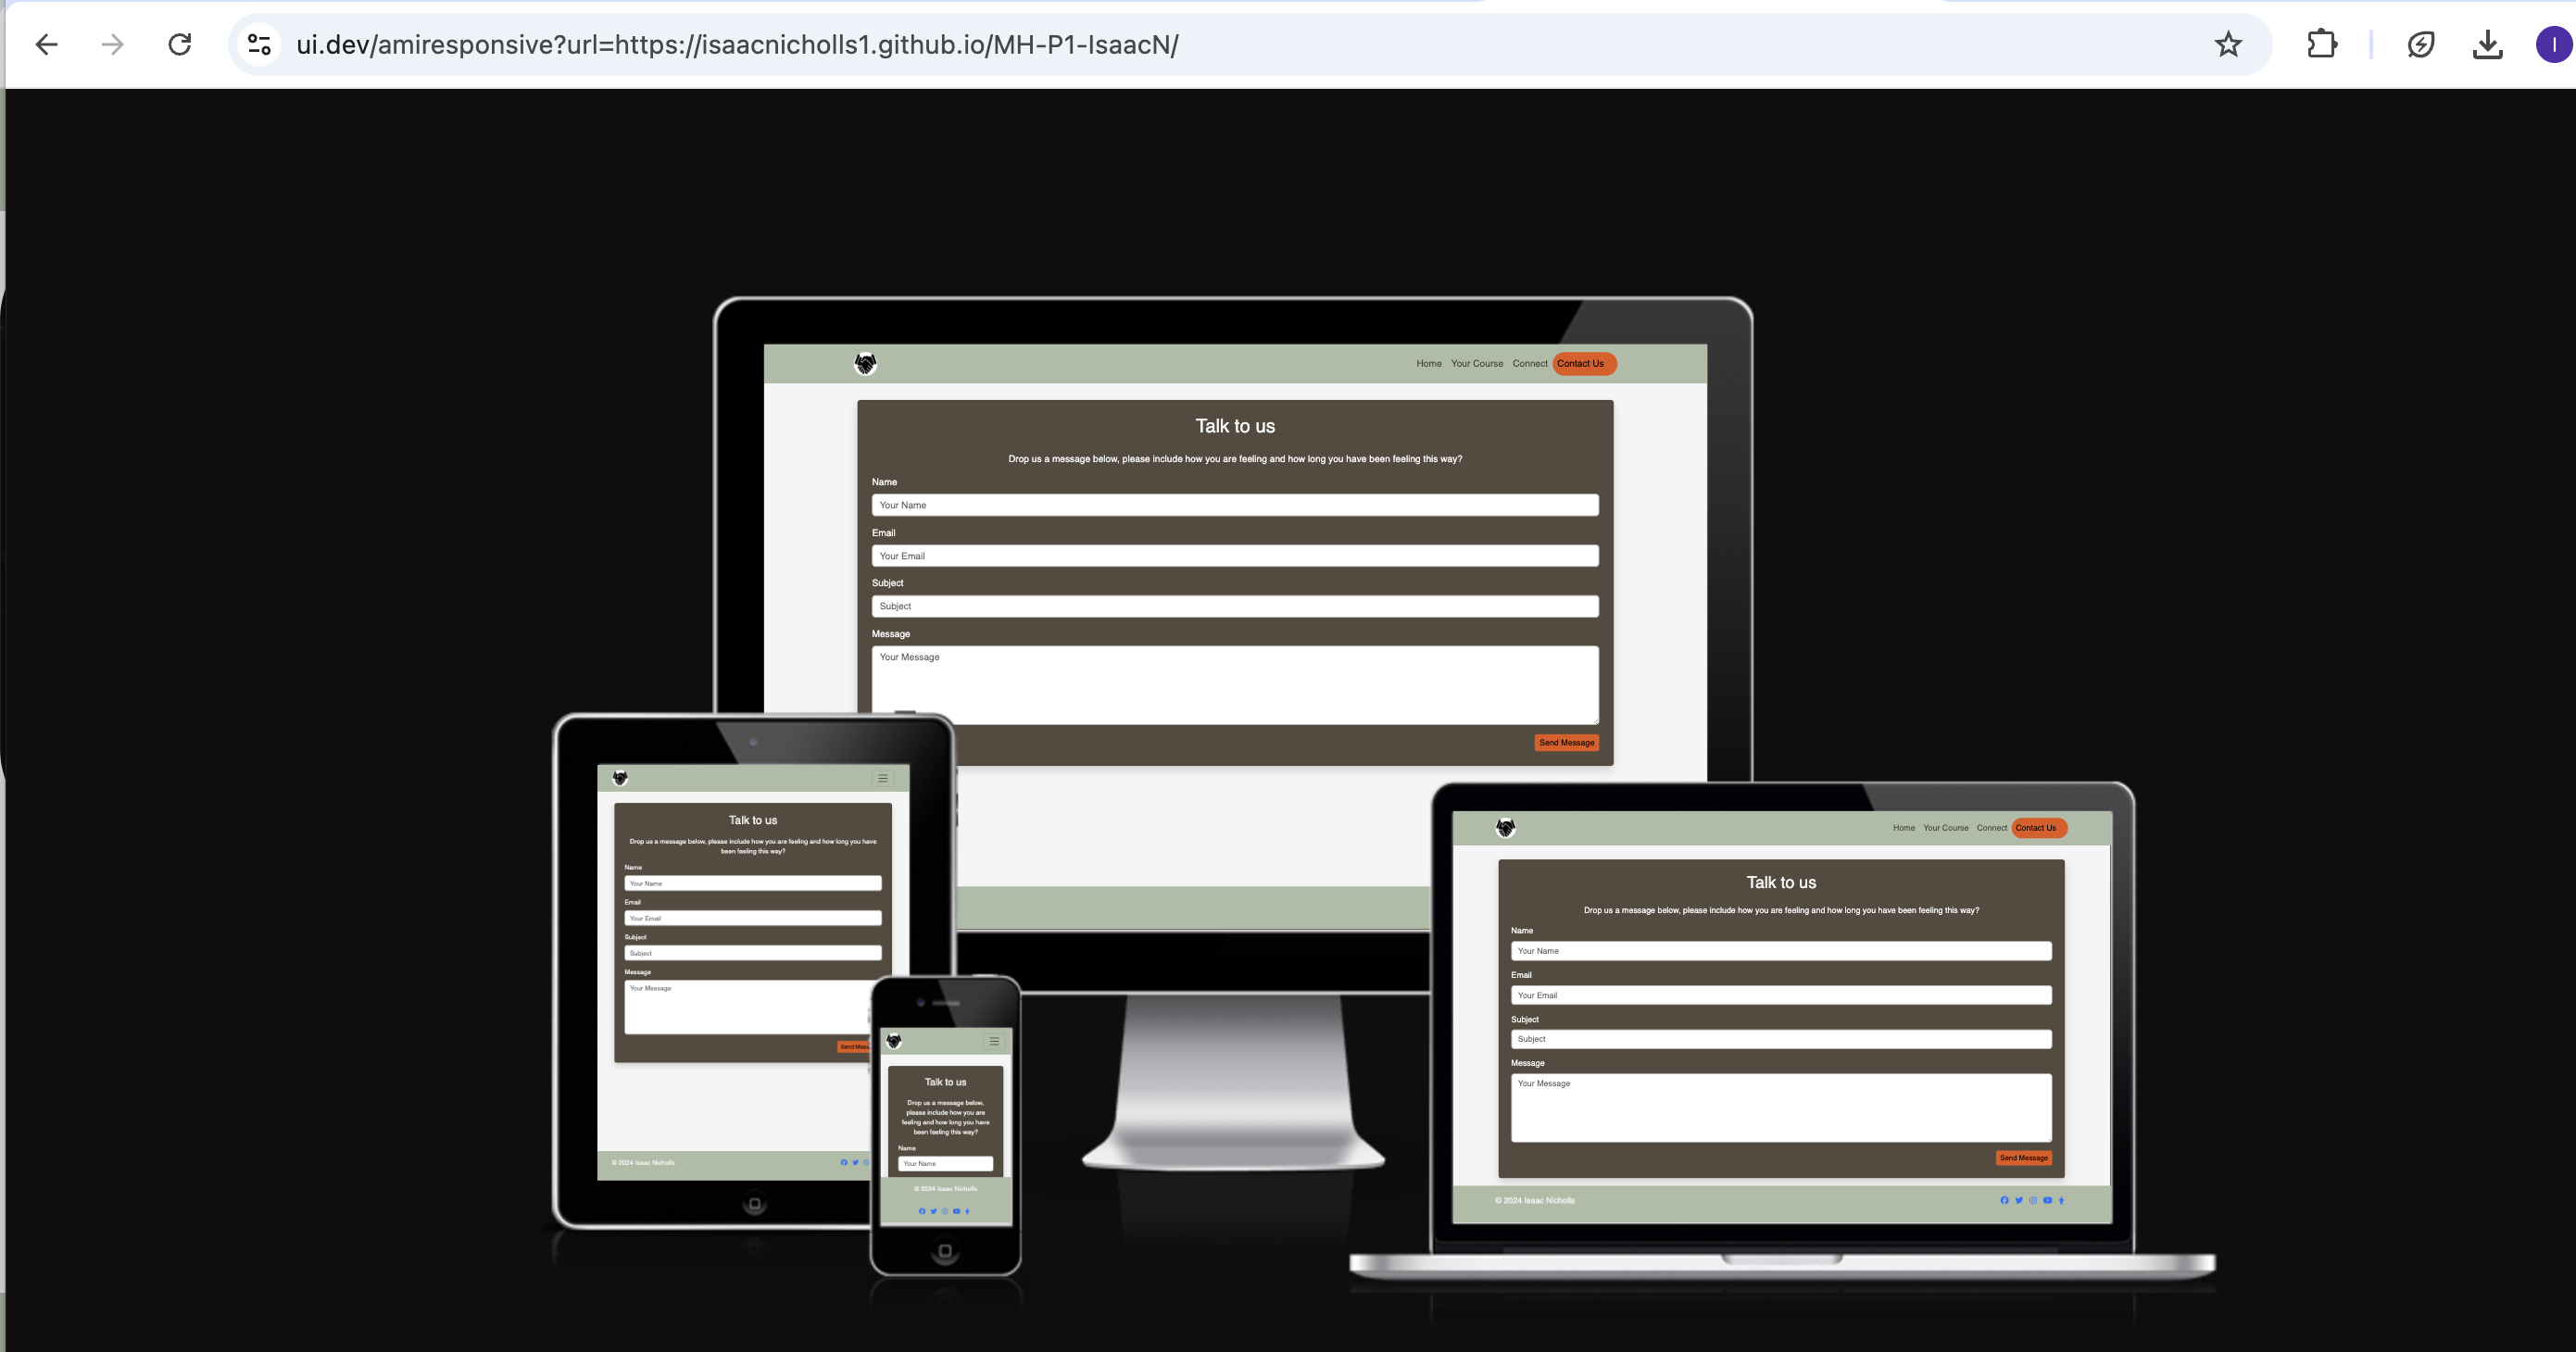 ui.dev/amiresponsive?url=https://isaacnicholls1.github.io/MH-P1-IsaacN/
I
Home Your Course Connect Contact Us
Talk to us
Drop us a message below, please include how you are feeling and how long you have been feeling this way?
Name
Your Name
Email
Your Email
Subject
Subject
Message
Your Message
Send Message
Talk to us
Drop us a message below, please include how you are feeling and how long you have
been feeling this way?
Name
Your Name
Email
Your Email
Subject
Subject
Message
Your Message
Send Mess
© 2024 Isaac Nicholls
Talk to us
Drop us a message below,
please include how you are
feeling and how long you have
been feeling this way?
Name
Your Name
© 2024 Isaac Nicholls
Home Your Course Connect Contact Us
Talk to us
Drop us a message below, please include how you are feeling and how long you have been feeling this way?
Name
Your Name
Email
Your Email
Subject
Subject
Message
Your Message
Send Message
© 2024 Isaac Nicholls